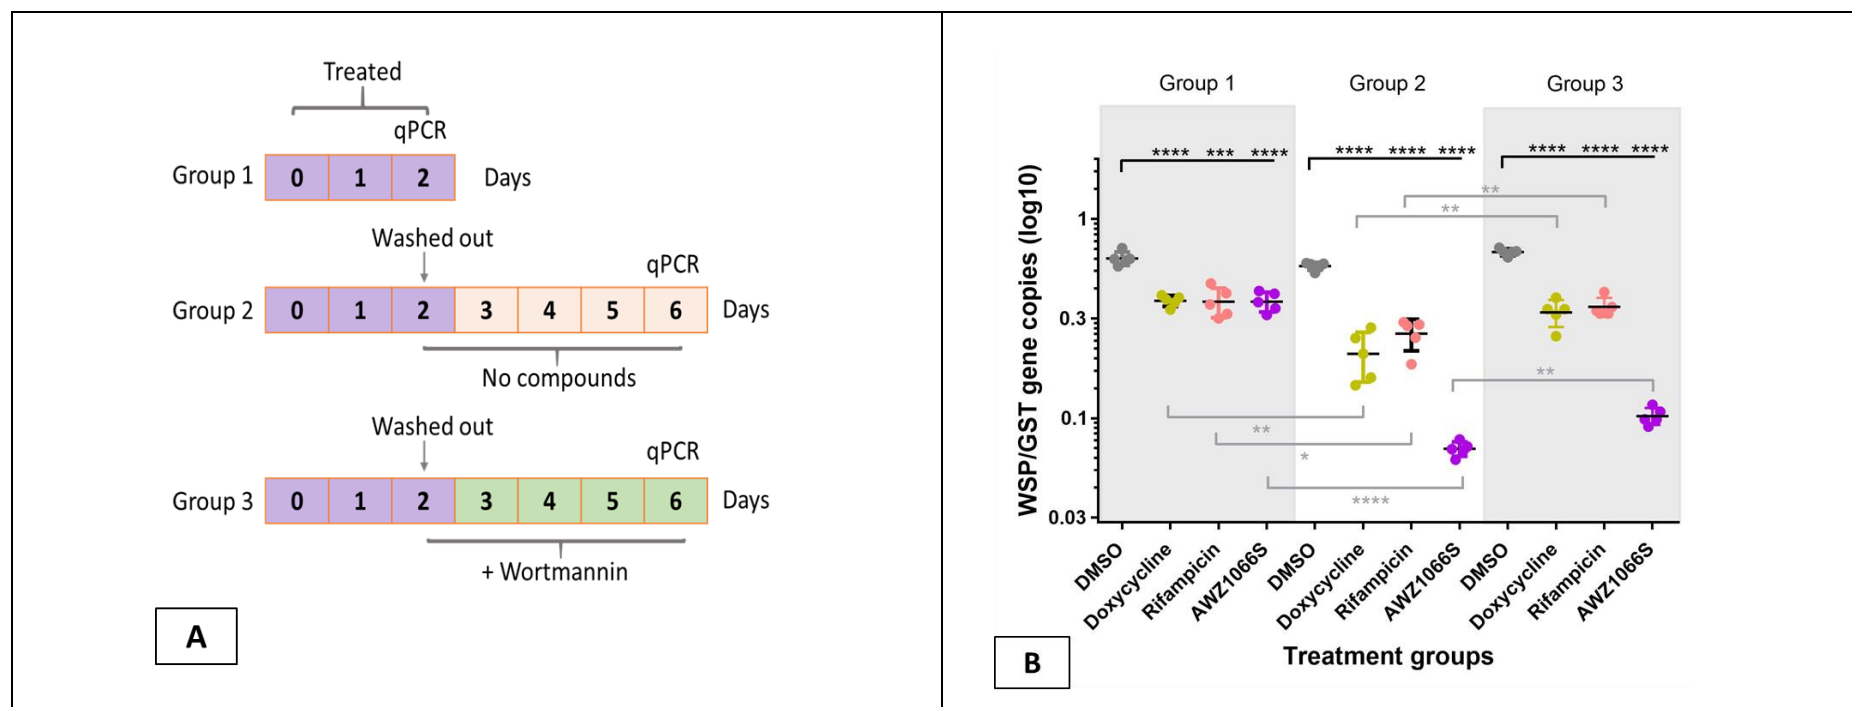 Treated
qPCR
Group 1 0 1 2 Days
Washed out
qPCR
Group 2 0 1 2 3 4 5 6 Days
No compounds
Washed out
qPCR
Group 3 0 1 2 3 4 5 6 Days
+ Wortmannin
A
Group 1 Group 2 Group 3
**** *** **** **** **** **** **** **** ****
**
**
**
**
*
****
WSP/GST gene copies (log10)
1
0.3
0.1
0.03
DMSO
Doxycycline
Rifampicin
AWZ1066S
DMSO
Doxycycline
Rifampicin
AWZ1066S
DMSO
Doxycycline
Rifampicin
AWZ1066S
Treatment groups
B